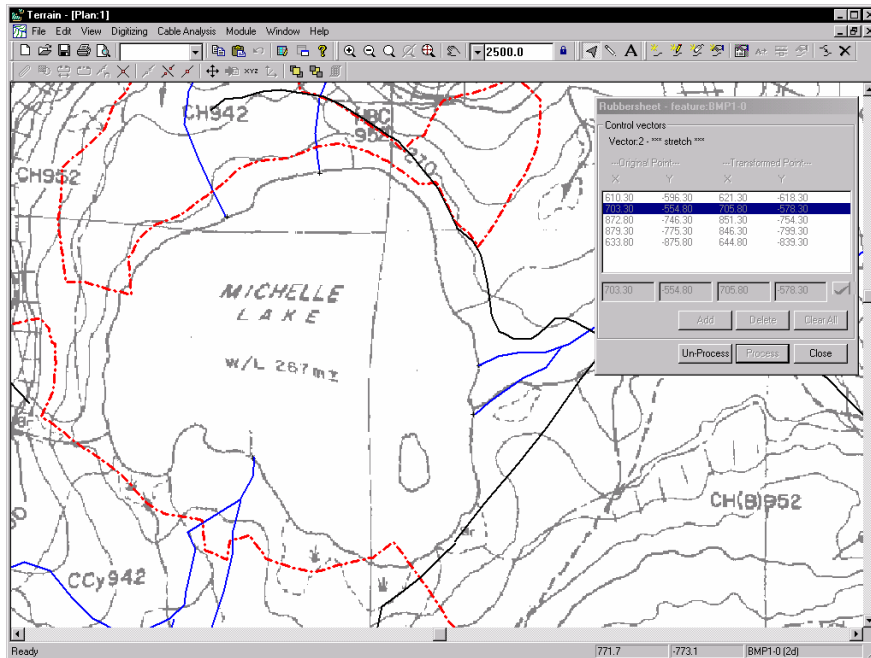 Terrain - [Plan:1]
File Edit View Digitizing Cable Analysis Module Window Help
2500.0
A
A+
XYZ
CH942
HBC
952
210
CH952
MICHELLE
LAKE
W/L 267m±
CH(B)952
CCy942
Rubbersheet - feature:BMP1-0
Control vectors
Vector:2 - *** stretch ***
---Original Point--- ---Transformed Point---
X Y X Y
610.30 -596.30 621.30 -618.30
703.30 -554.80 705.80 -578.30
872.80 -746.30 851.30 -754.30
879.30 -775.30 846.30 -799.30
633.80 -875.80 644.80 -839.30
703.30 -554.80 705.80 -578.30
Add Delete Clear All
Un-Process Process Close
Ready 771.7 -773.1 BMP1-0 (2d)